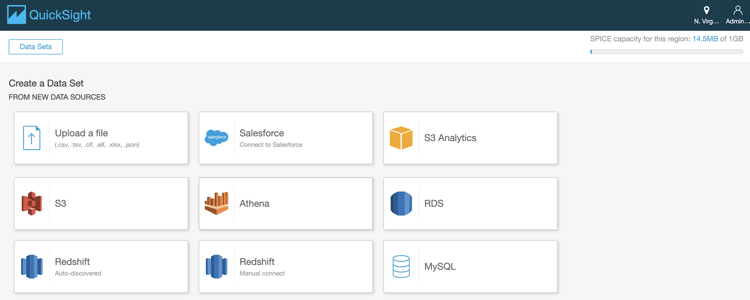 QuickSight
N. Virg...
Admin...
Data Sets
SPICE capacity for this region: 14.5MB of 1GB
Create a Data Set
FROM NEW DATA SOURCES
Upload a file
(.csv, .tsv, .clf, .elf, .xlsx, .json)
salesforce
Salesforce
Connect to Salesforce
S3 Analytics
S3
Athena
RDS
Redshift
Auto-discovered
Redshift
Manual connect
MySQL